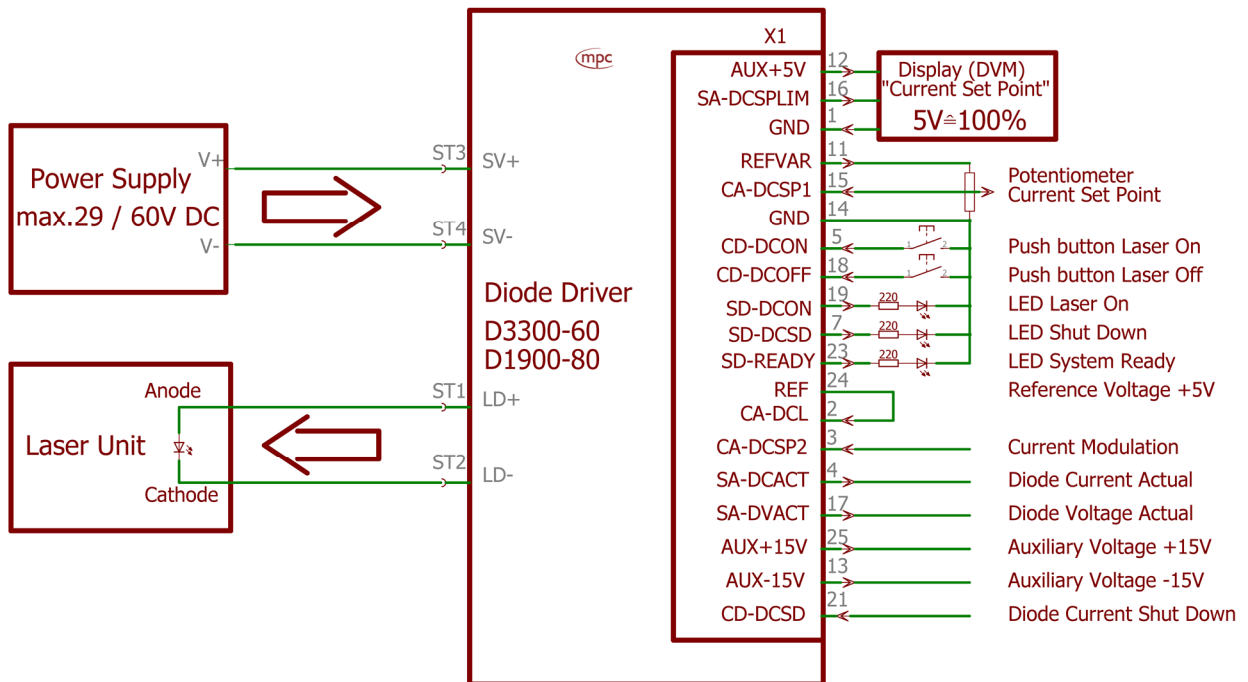 X1
mpc
AUX+5V
12
Display (DVM)
SA-DCSPLIM
16
"Current Set Point"
GND
1
5V≙100%
REFVAR
11
CA-DCSP1
15
Potentiometer
Current Set Point
GND
14
CD-DCON
5
1
2
Push button Laser On
CD-DCOFF
18
1
2
Push button Laser Off
SD-DCON
19
220
LED Laser On
SD-DCSD
7
220
LED Shut Down
SD-READY
23
220
LED System Ready
REF
24
Reference Voltage +5V
CA-DCL
2
CA-DCSP2
3
Current Modulation
SA-DCACT
4
Diode Current Actual
SA-DVACT
17
Diode Voltage Actual
AUX+15V
25
Auxiliary Voltage +15V
AUX-15V
13
Auxiliary Voltage -15V
CD-DCSD
21
Diode Current Shut Down
Power Supply
max.29 / 60V DC
V+
V-
ST3
SV+
ST4
SV-
Diode Driver
D3300-60
D1900-80
Laser Unit
Anode
Cathode
ST1
LD+
ST2
LD-